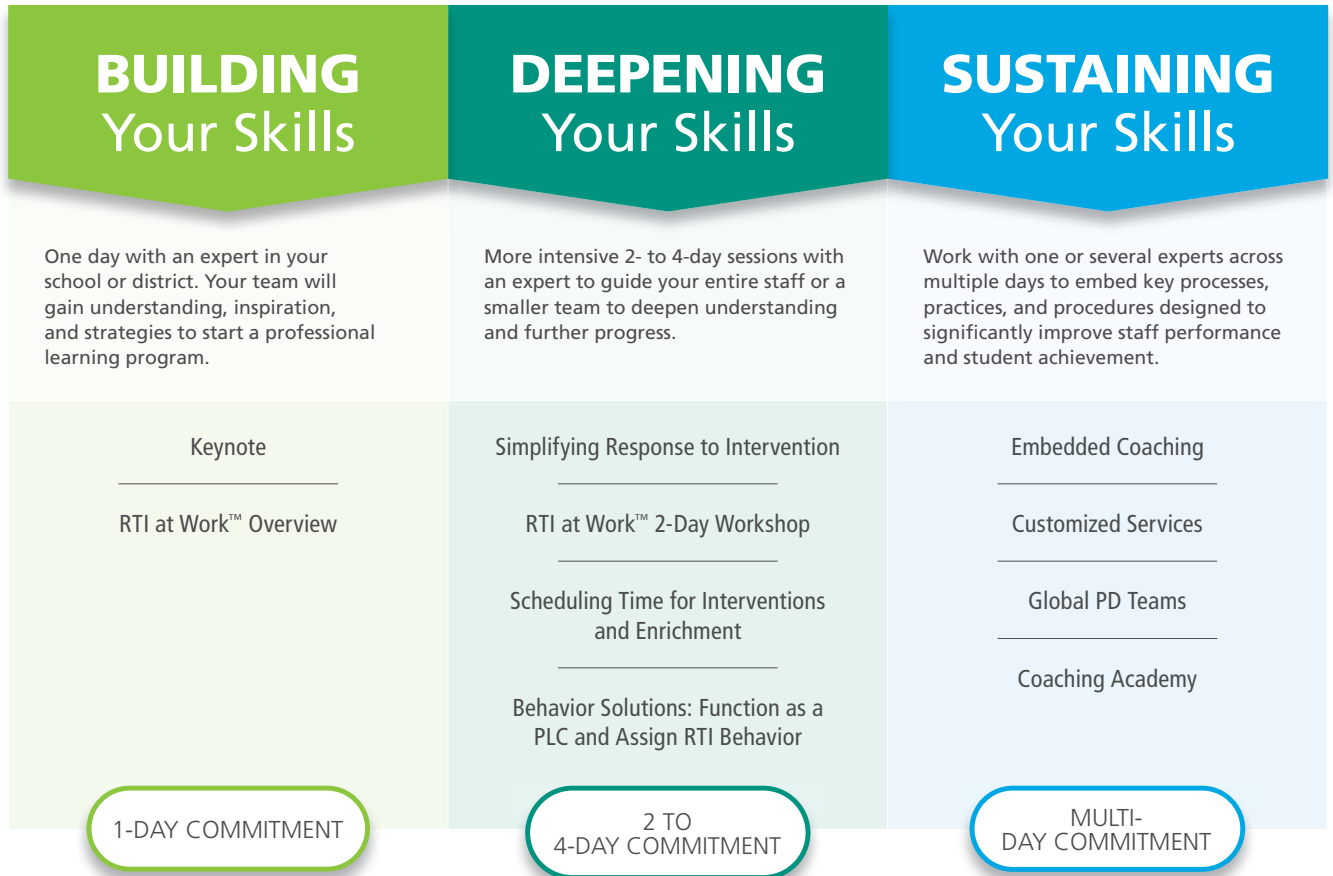 BUILDING
Your Skills
One day with an expert in your
school or district. Your team will
gain understanding, inspiration,
and strategies to start a professional
learning program.
Keynote
RTI at Work™ Overview
1-DAY COMMITMENT
DEEPENING
Your Skills
More intensive 2- to 4-day sessions with
an expert to guide your entire staff or a
smaller team to deepen understanding
and further progress.
Simplifying Response to Intervention
RTI at Work™ 2-Day Workshop
Scheduling Time for Interventions
and Enrichment
Behavior Solutions: Function as a
PLC and Assign RTI Behavior
2 TO
4-DAY COMMITMENT
SUSTAINING
Your Skills
Work with one or several experts across
multiple days to embed key processes,
practices, and procedures designed to
significantly improve staff performance
and student achievement.
Embedded Coaching
Customized Services
Global PD Teams
Coaching Academy
MULTI-
DAY COMMITMENT